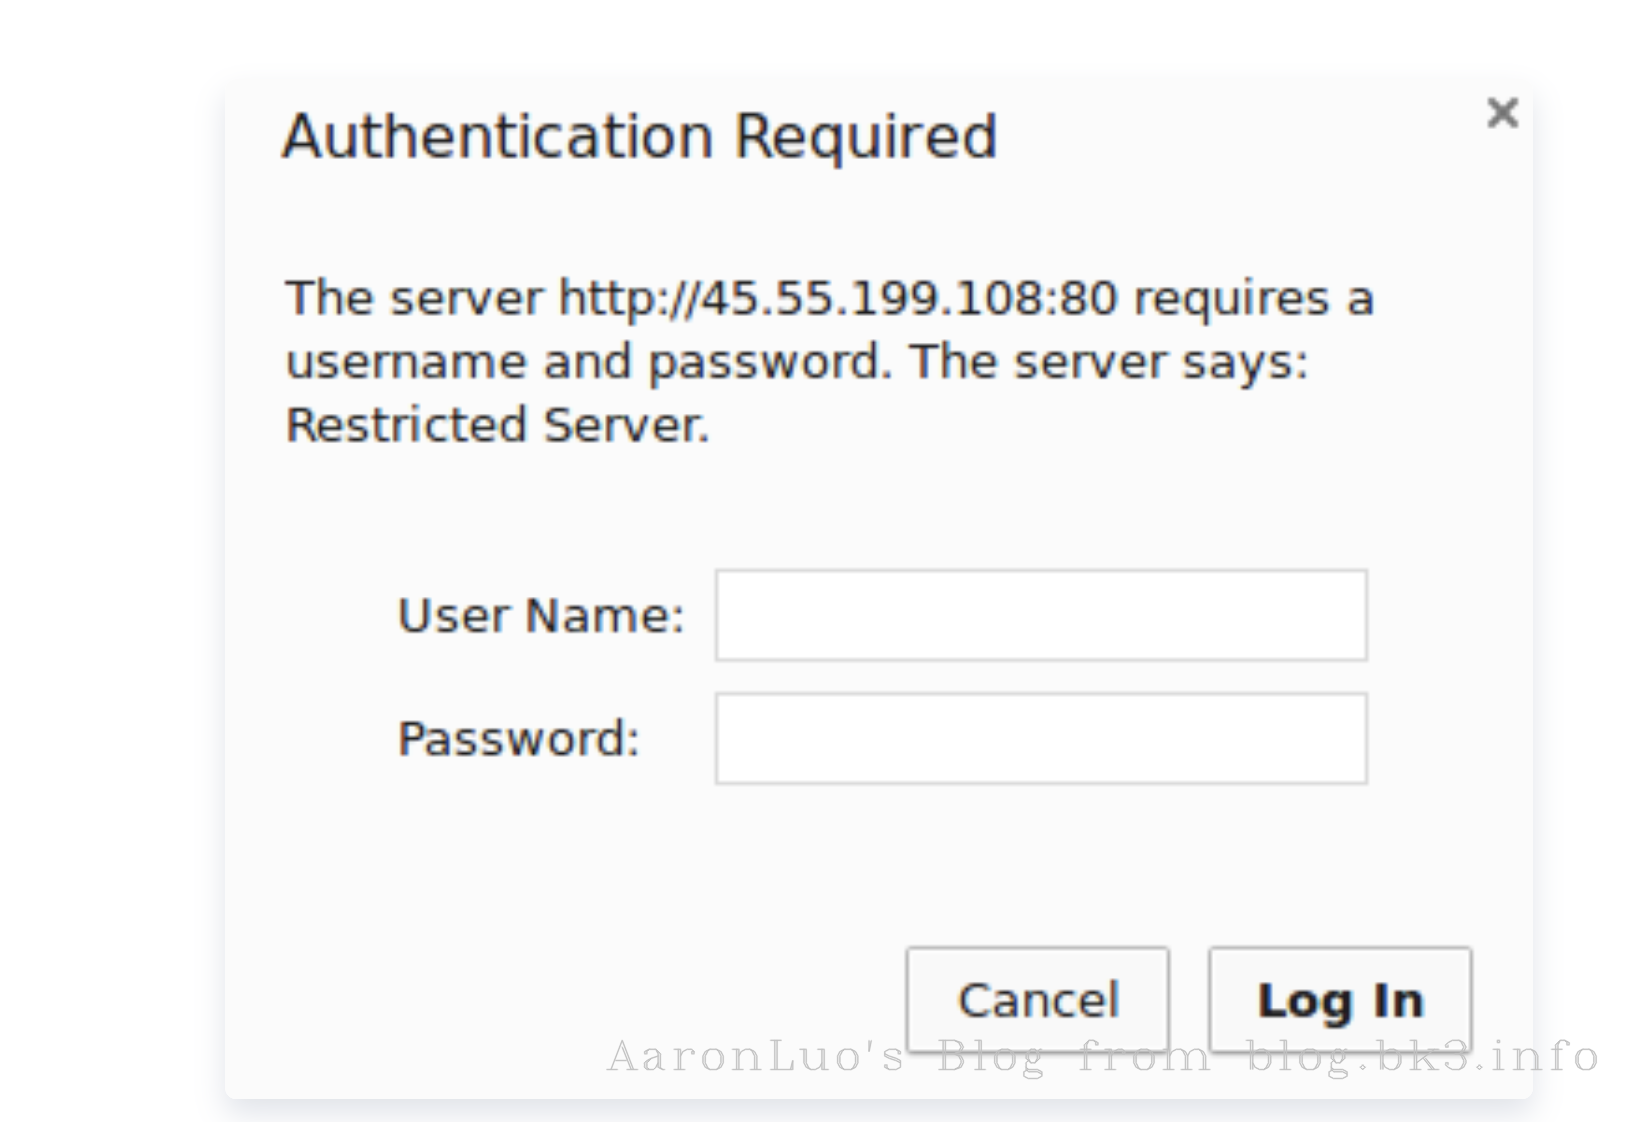 Authentication Required
The server http://45.55.199.108:80 requires a
username and password. The server says:
Restricted Server.
User Name:
Password:
Cancel Log In
AaronLuo's Blog from blog.bk3.info